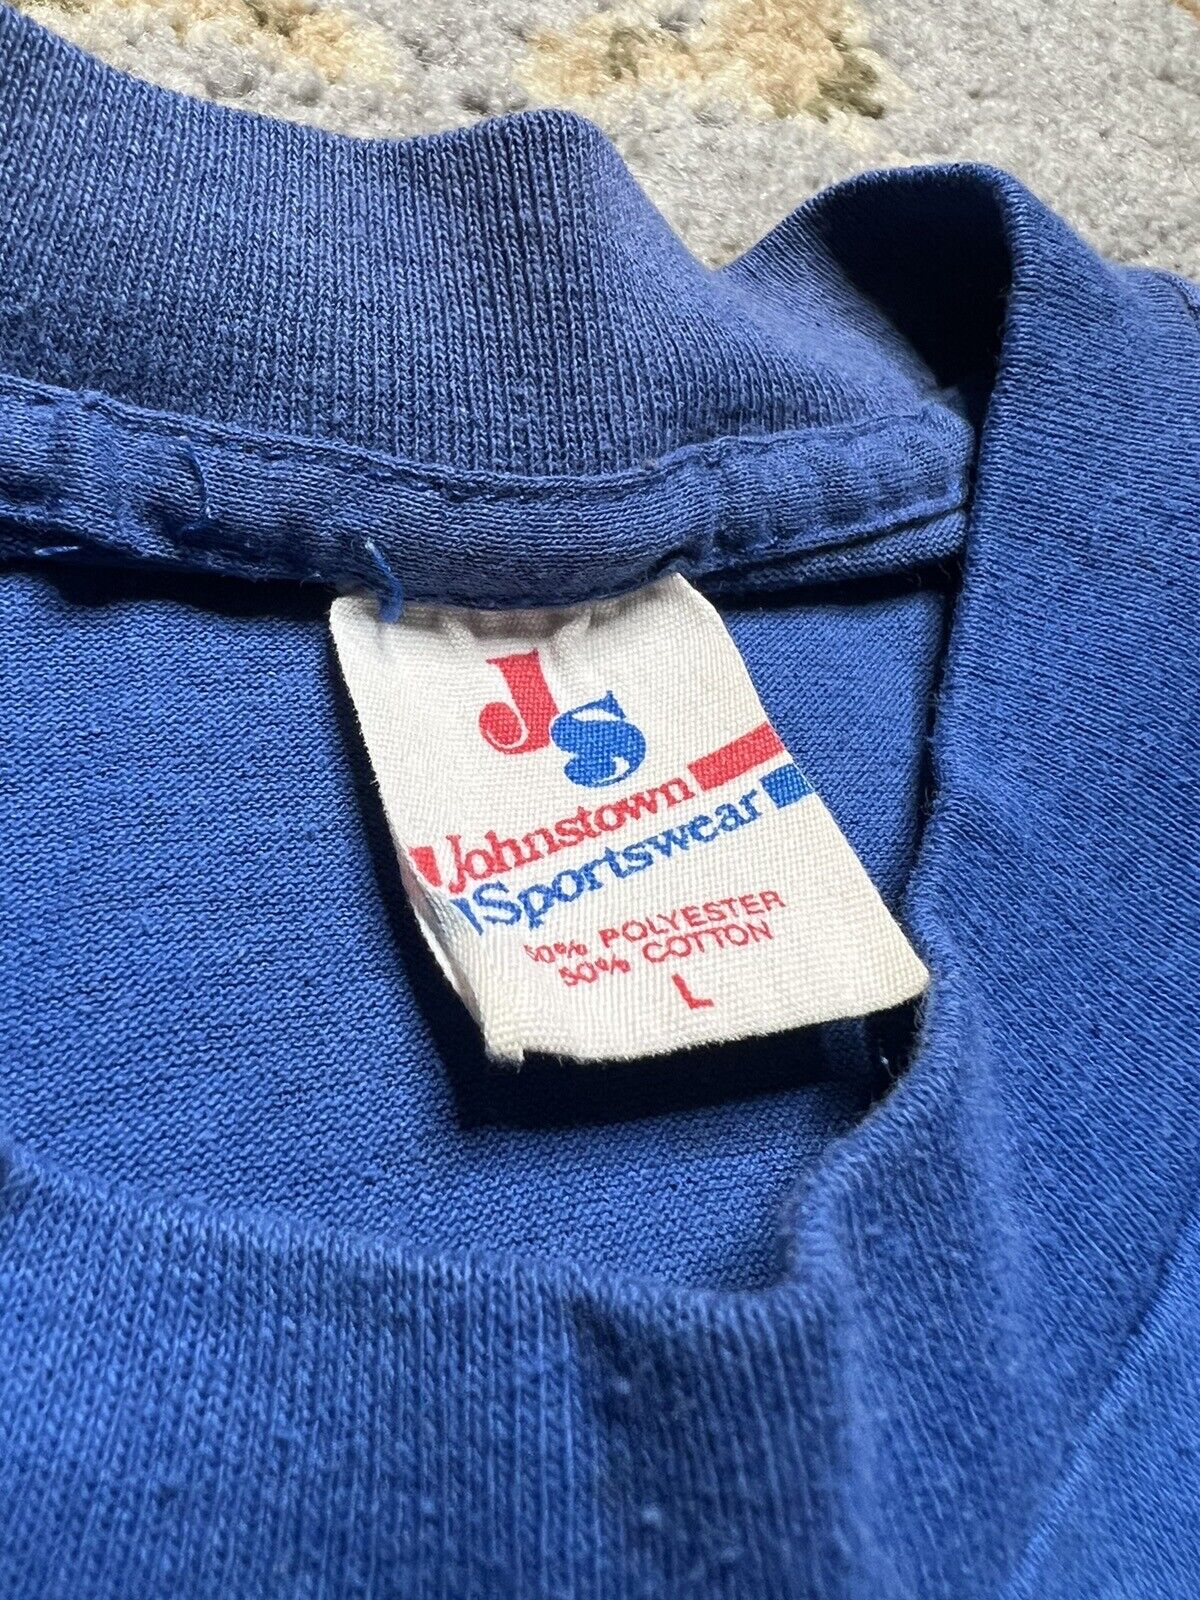 JS
Johnstown
Sportswear
50% POLYESTER
50% COTTON
L